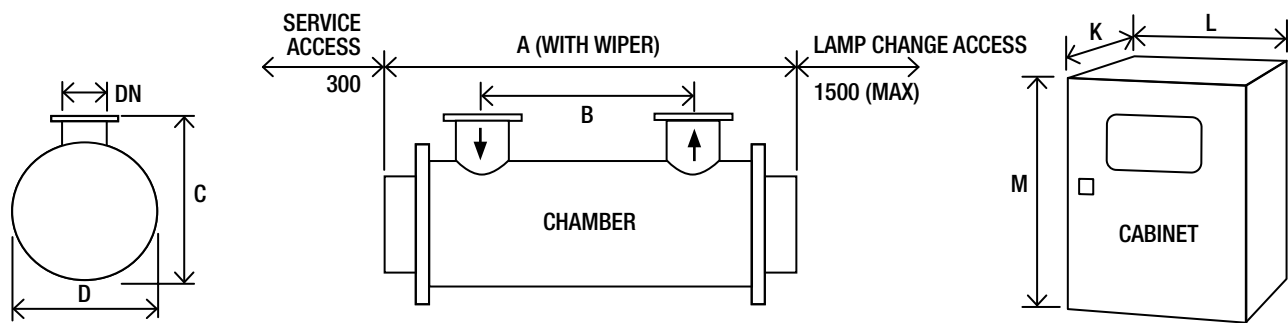 DN
C
D
SERVICE
ACCESS
300
A (WITH WIPER)
B
CHAMBER
LAMP CHANGE ACCESS
1500 (MAX)
K
L
M
CABINET